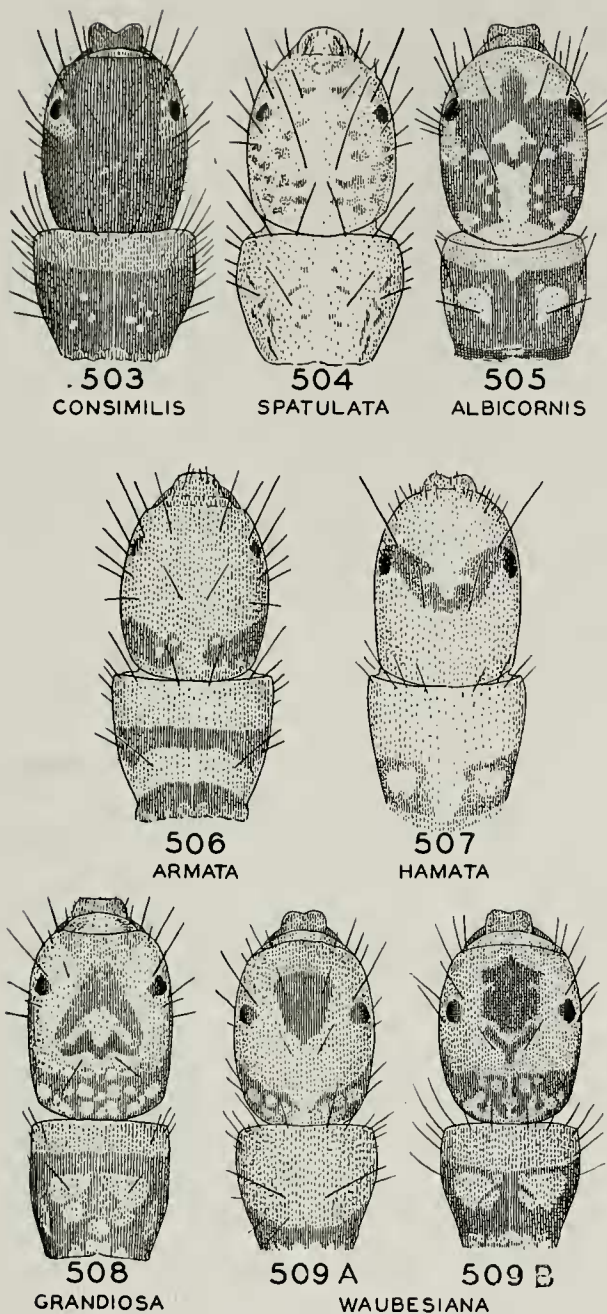 .503 504 505
CONSIMILIS SPATULATA ALBICORNIS
506 507
ARMATA HAMATA
508 509 A 509 B
GRANDIOSA WAUBESIANA